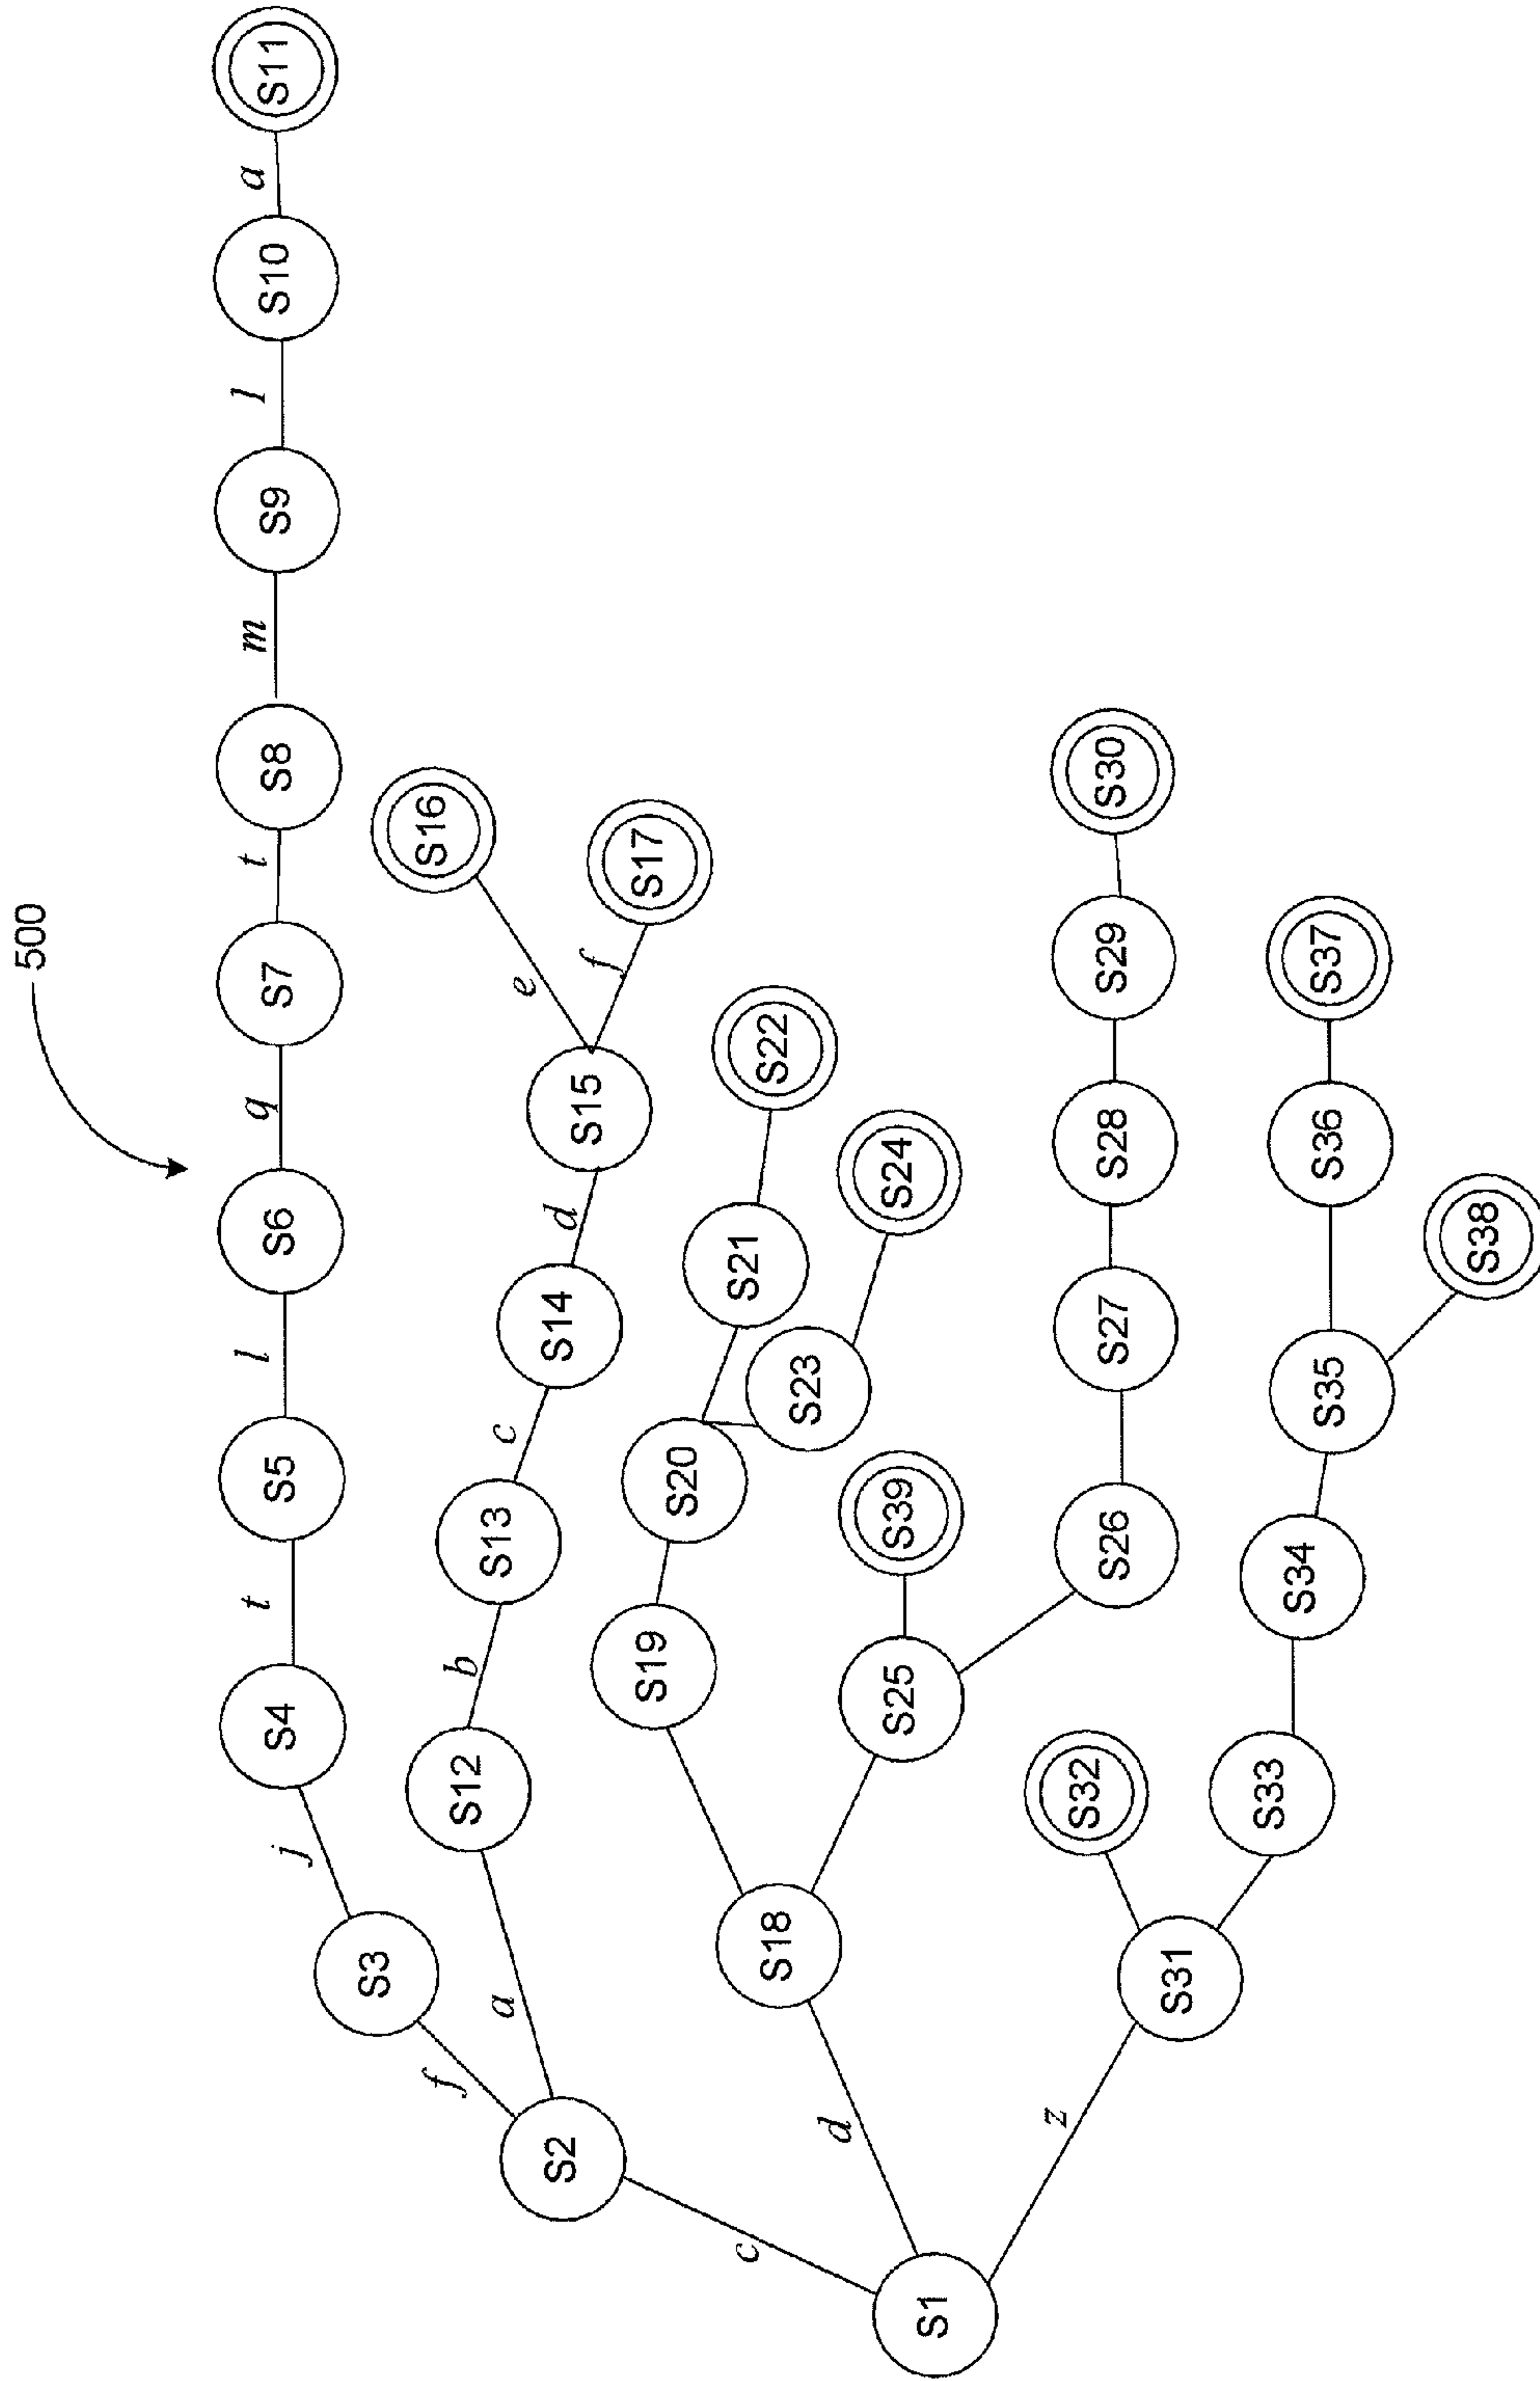 500
S1
c
d
z
S2
f
a
S3
j
S4
t
S5
l
S6
q
S7
t
S8
m
S9
l
S10
a
S11
S12
b
S13
c
S14
d
S15
e
f
S16
S17
S18
S19
S20
S21
S22
S23
S24
S25
S39
S26
S27
S28
S29
S30
S31
S32
S33
S34
S35
S36
S37
S38